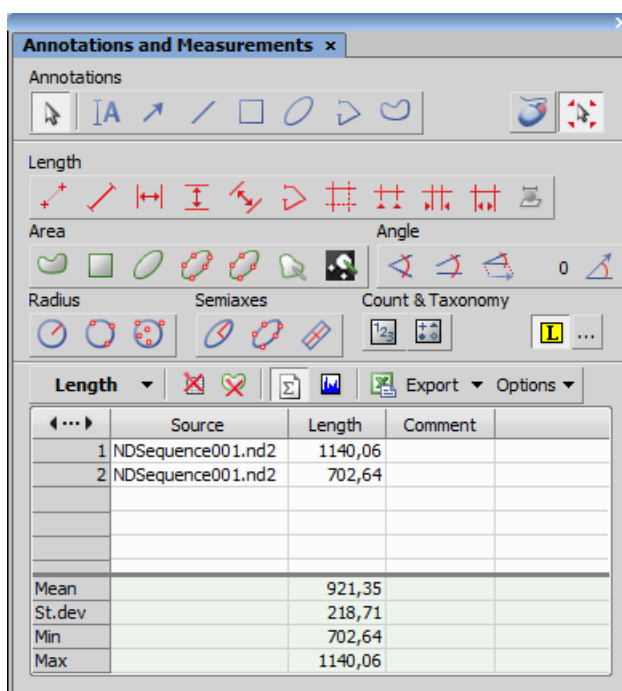 Annotations and Measurements ×
Annotations
A
Length
Area Angle
0
Radius Semiaxes Count & Taxonomy
123 L ...
Length Σ Export Options
Source Length Comment
1 NDSequence001.nd2 1140,06
2 NDSequence001.nd2 702,64
Mean 921,35
St.dev 218,71
Min 702,64
Max 1140,06